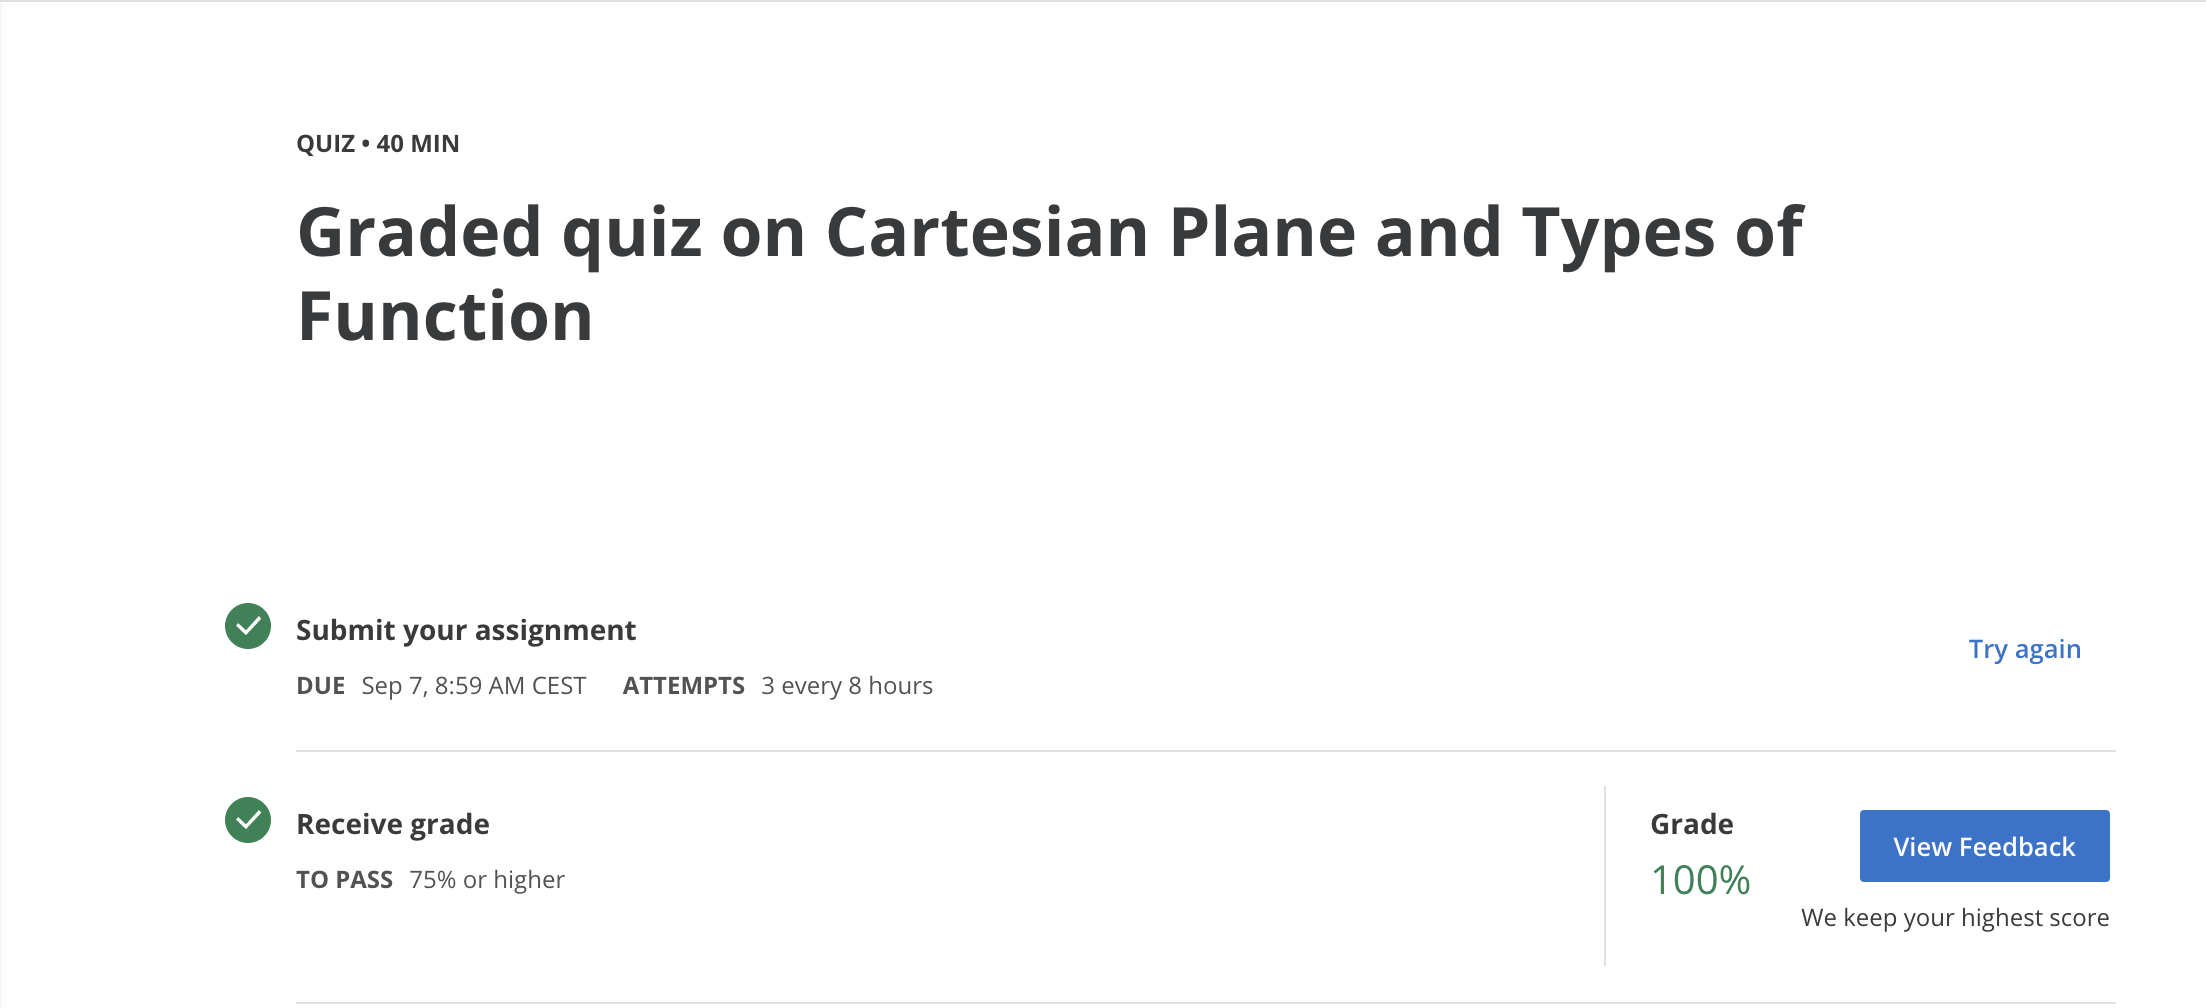 QUIZ • 40 MIN
Graded quiz on Cartesian Plane and Types of
Function
Submit your assignment
Try again
DUE Sep 7, 8:59 AM CEST ATTEMPTS 3 every 8 hours
Receive grade
TO PASS 75% or higher
Grade
100%
View Feedback
We keep your highest score